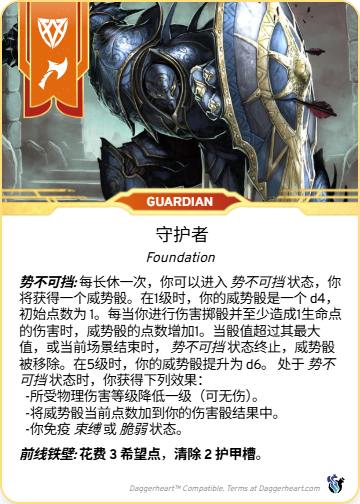 GUARDIAN
守护者
Foundation
势不可挡: 每长休一次，你可以进入 势不可挡 状态，你
将获得一个威势骰。在1级时，你的威势骰是一个 d4，
初始点数为 1。每当你进行伤害掷骰并至少造成1生命点
的伤害时，威势骰的点数增加1。当骰值超过其最大
值，或当前场景结束时， 势不可挡 状态终止，威势骰
被移除。在5级时，你的威势骰提升为 d6。 处于 势不
可挡 状态时，你获得下列效果：
-所受物理伤害等级降低一级（可无伤）。
-将威势骰当前点数加到你的伤害骰结果中。
-你免疫 束缚 或 脆弱 状态。
前线铁壁: 花费 3 希望点，清除 2 护甲槽。
Daggerheart™ Compatible. Terms at Daggerheart.com